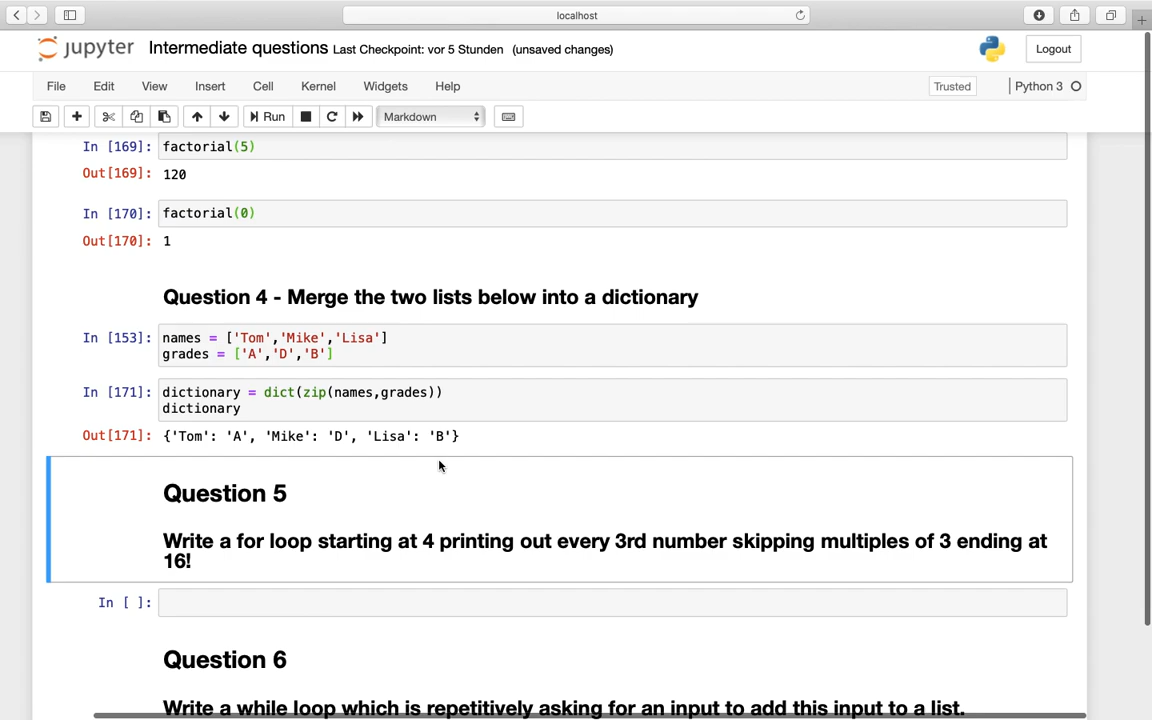 localhost
jupyter Intermediate questions Last Checkpoint: vor 5 Stunden (unsaved changes)
Logout
File Edit View Insert Cell Kernel Widgets Help
Trusted
Python 3
Run
Markdown
In [169]: factorial(5)
Out[169]: 120
In [170]: factorial(0)
Out[170]: 1
Question 4 - Merge the two lists below into a dictionary
In [153]: names = ['Tom','Mike','Lisa']
grades = ['A','D','B']
In [171]: dictionary = dict(zip(names,grades))
dictionary
Out[171]: {'Tom': 'A', 'Mike': 'D', 'Lisa': 'B'}
Question 5
Write a for loop starting at 4 printing out every 3rd number skipping multiples of 3 ending at
16!
In [ ]:
Question 6
Write a while loop which is repetitively asking for an input to add this input to a list.